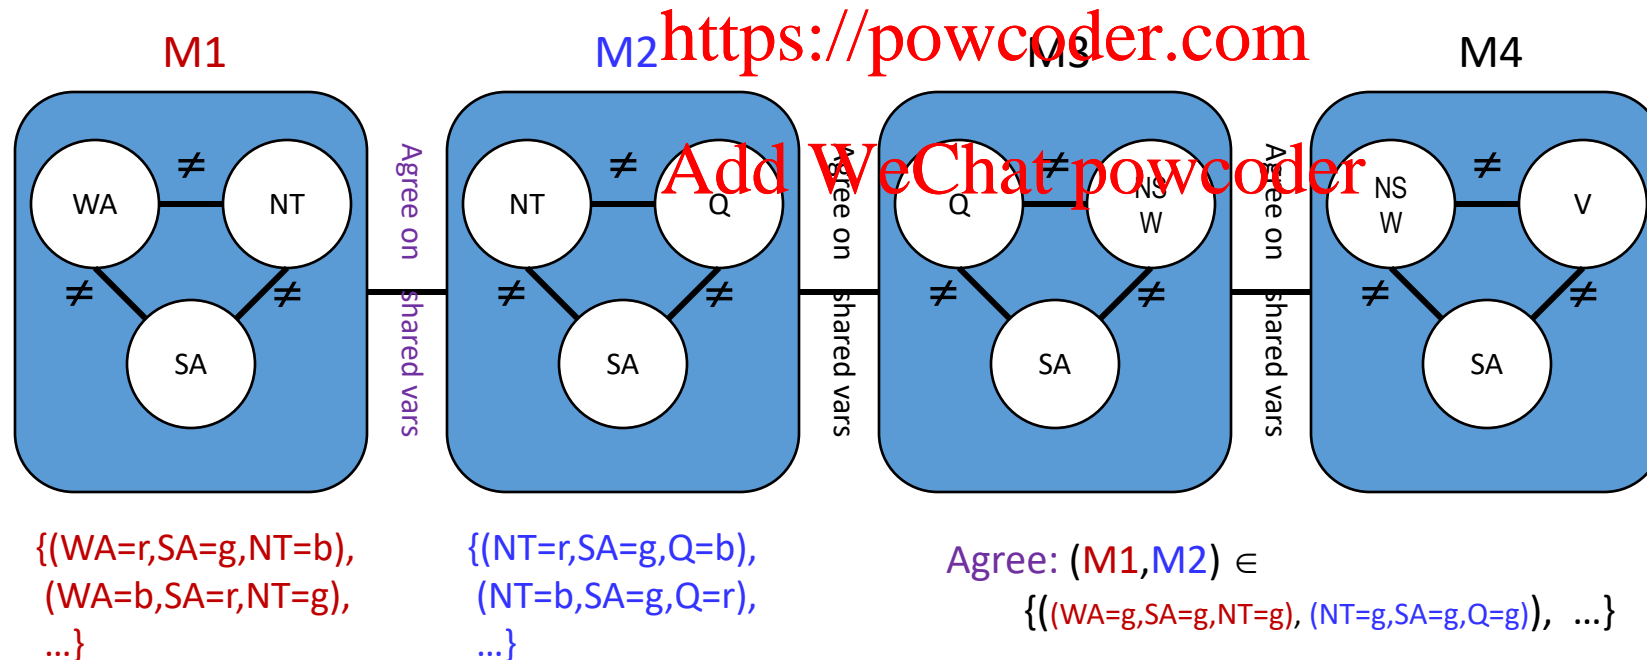 https://powcoder.com
M1
M2
M3
M4
Add WeChat powcoder
≠
WA
NT
≠
≠
SA
Agree on shared vars
≠
NT
Q
≠
≠
SA
Agree on shared vars
≠
Q
NS
W
≠
≠
SA
Agree on shared vars
≠
NS
W
V
≠
≠
SA
{(WA=r,SA=g,NT=b),
(WA=b,SA=r,NT=g),
...}
{(NT=r,SA=g,Q=b),
(NT=b,SA=g,Q=r),
...}
Agree: (M1,M2) ∈
{((WA=g,SA=g,NT=g), (NT=g,SA=g,Q=g)), ...}